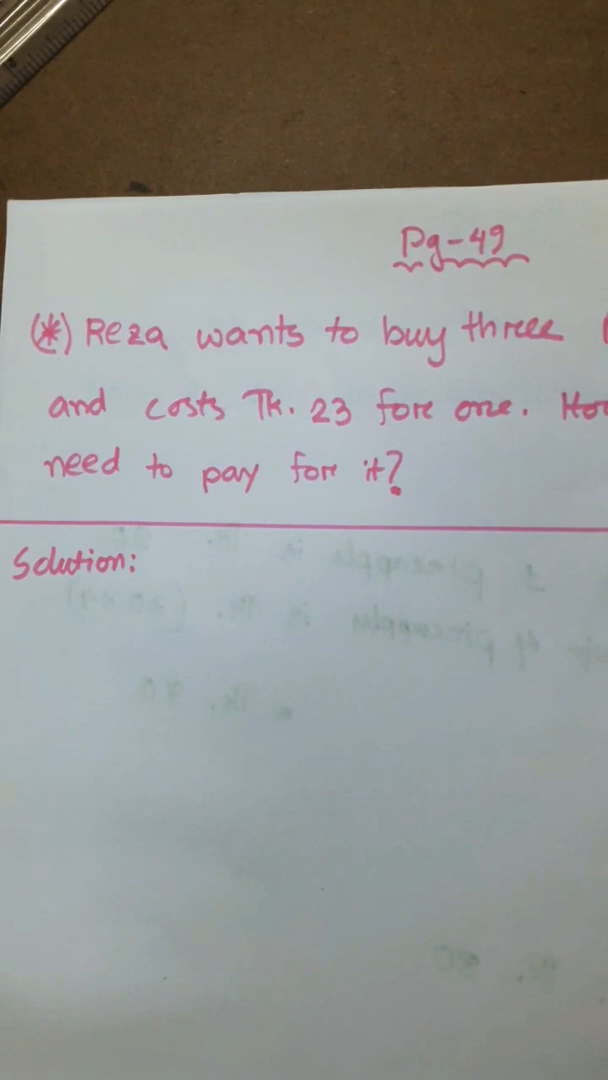 Pg-49
(*) Reza wants to buy three
and costs Tk. 23 fore one. How
need to pay for it?
Solution: